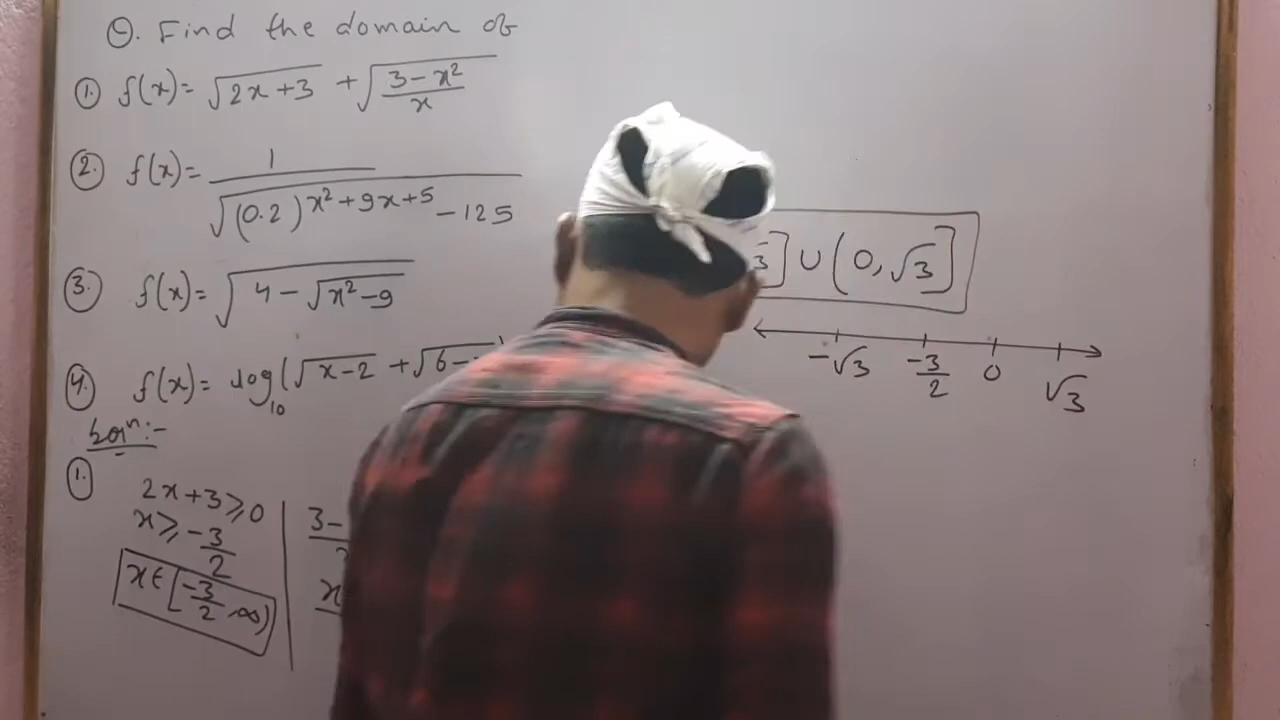 Q. Find the domain of
1. f(x)= √2x+3 + √3-x²/x
2. f(x)= 1/√(0.2)^x²+9x+5 -125
3. f(x)= √4-√x²-9
4. f(x)= log₁₀(√x-2 +√6-
Solⁿ:-
1.
2x+3⩾0
x⩾-3/2
x∈[-3/2,∞)
3-
x
3]∪(0,√3]
-√3 -3/2 0 √3